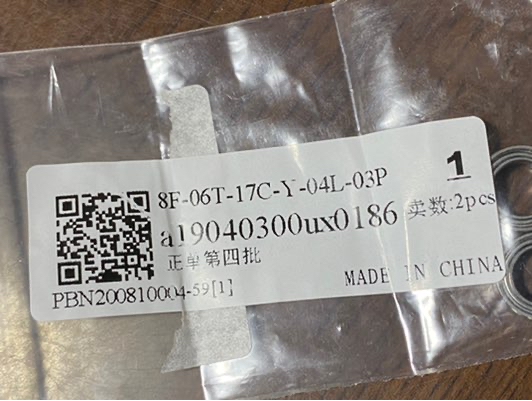 8F-06T-17C-Y-04L-03P
1
a19040300ux0186
卖数:2pcs
正单第四批
MADE IN CHINA
PBN200810004-59[1]